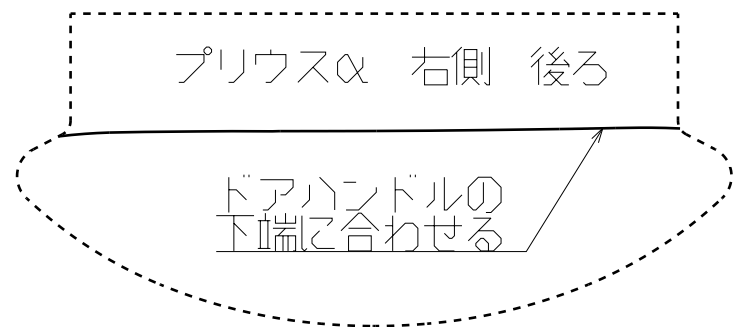 プリウスα　右側　後ろ
ドアハンドルの
下端に合わせる